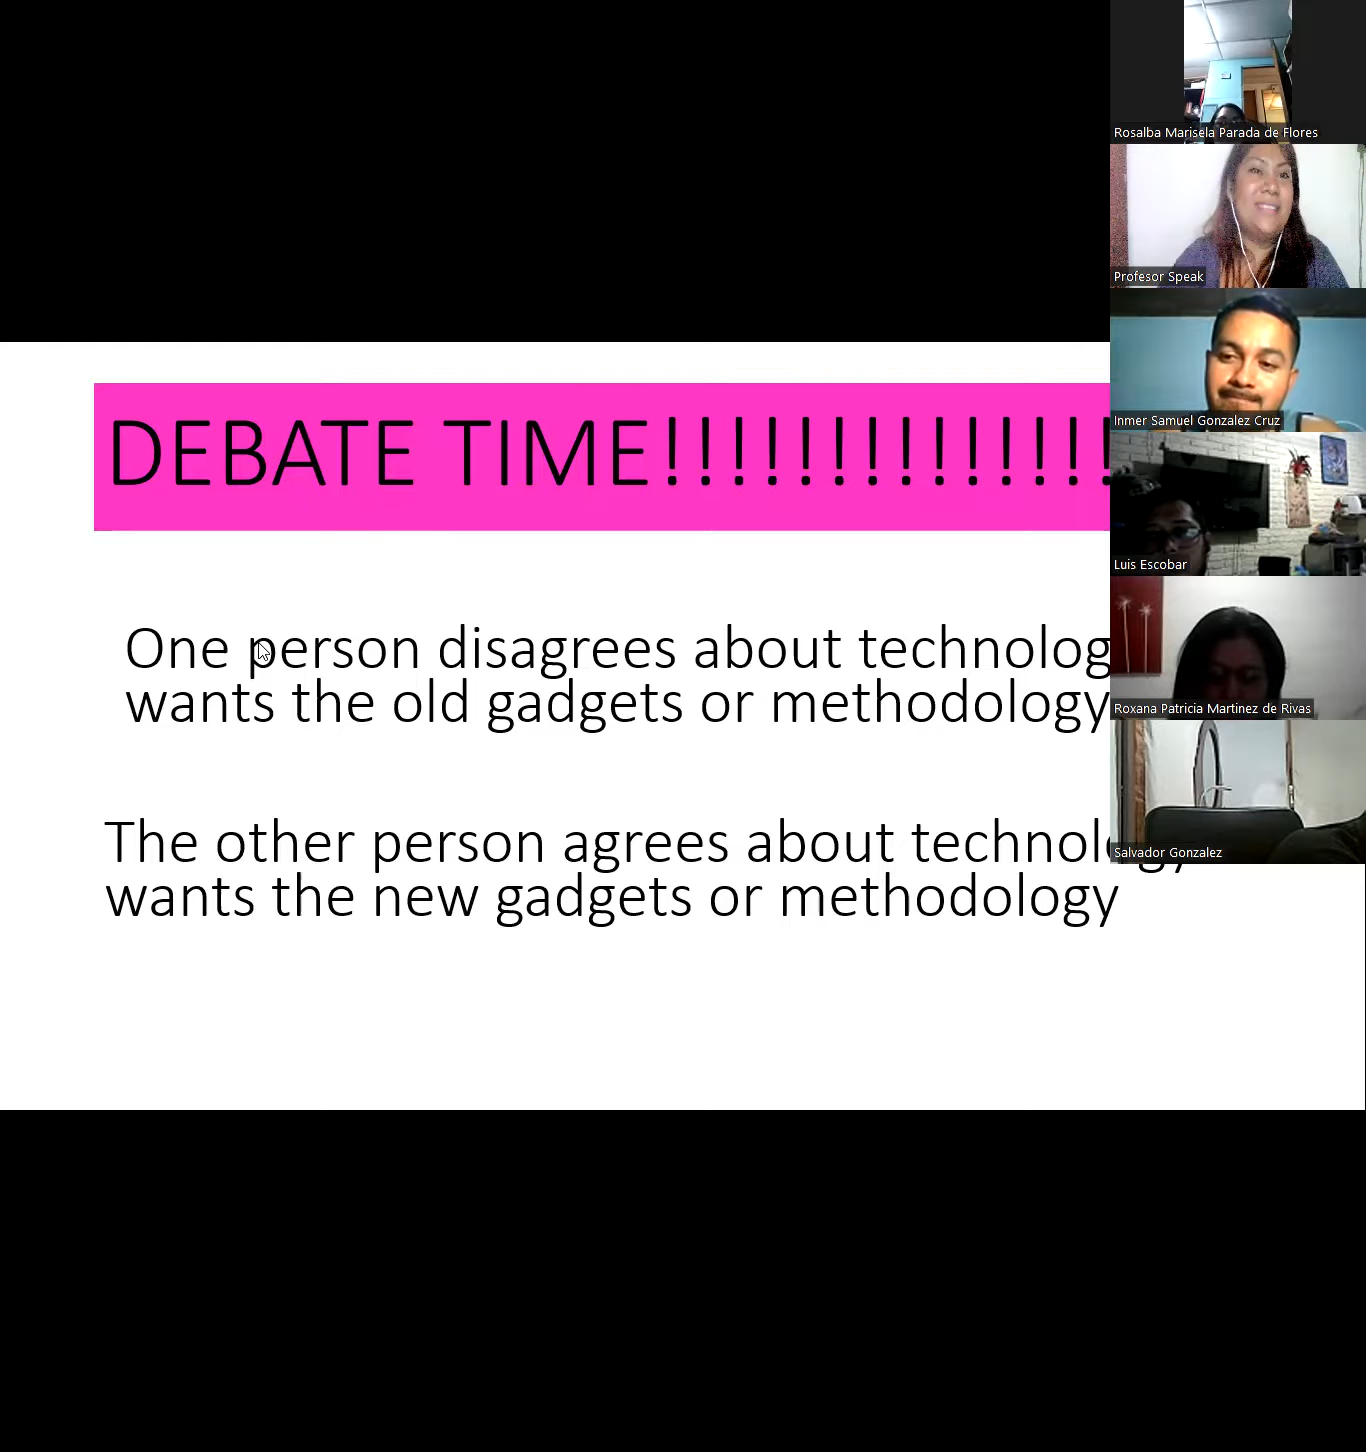 DEBATE TIME!!!!!!!!!!!!!!
One person disagrees about technolog
wants the old gadgets or methodology
The other person agrees about technology
wants the new gadgets or methodology
Rosalba Marisela Parada de Flores
Profesor Speak
Inmer Samuel Gonzalez Cruz
Luis Escobar
Roxana Patricia Martínez de Rivas
Salvador Gonzalez